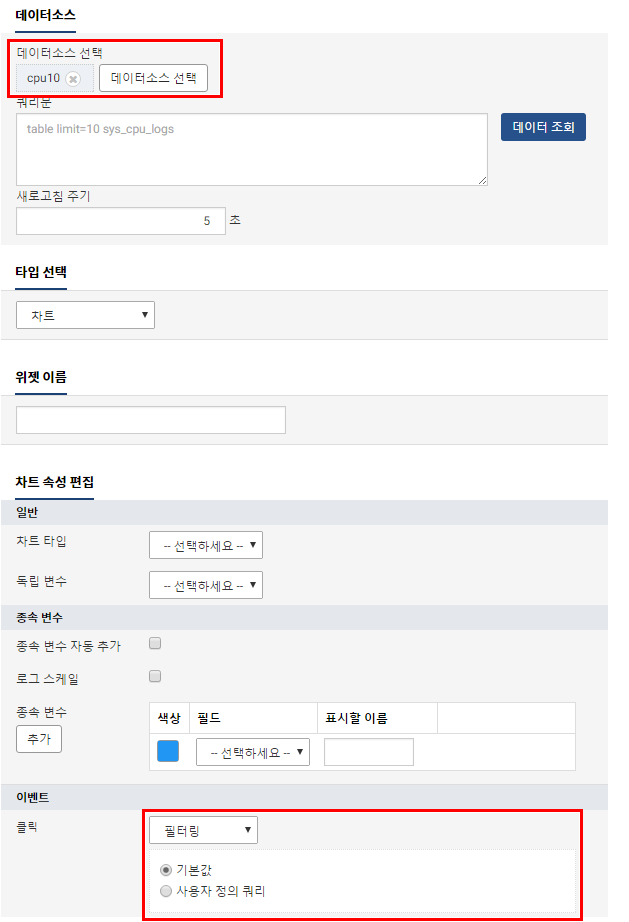 데이터소스
데이터소스 선택
cpu10 데이터소스 선택
쿼리문
table limit=10 sys_cpu_logs
데이터 조회
새로고침 주기
5 초
타입 선택
차트
위젯 이름
차트 속성 편집
일반
차트 타입 -- 선택하세요 --
독립 변수 -- 선택하세요 --
종속 변수
종속 변수 자동 추가
로그 스케일
종속 변수
추가
색상 필드 표시할 이름
-- 선택하세요 --
이벤트
클릭 필터링
기본값
사용자 정의 쿼리